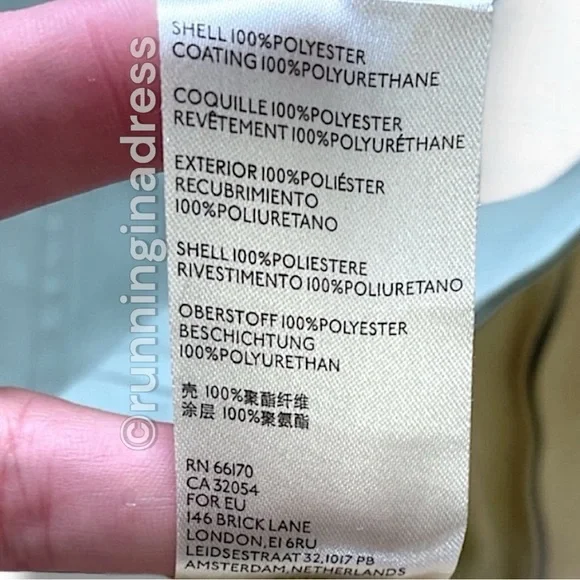 SHELL 100%POLYESTER
COATING 100%POLYURETHANE
COQUILLE 100%POLYESTER
REVÊTEMENT 100%POLYURÉTHANE
EXTERIOR 100%POLIÉSTER
RECUBRIMIENTO
100%POLIURETANO
SHELL 100%POLIESTERE
RIVESTIMENTO 100%POLIURETANO
OBERSTOFF 100%POLYESTER
BESCHICHTUNG
100%POLYURETHAN
壳 100%聚酯纤维
涂层 100%聚氨酯
RN 66170
CA 32054
FOR EU
146 BRICK LANE
LONDON,E1 6RU
LEIDSESTRAAT 32,1017 PB
AMSTERDAM, NETHERLANDS
©runninginadress